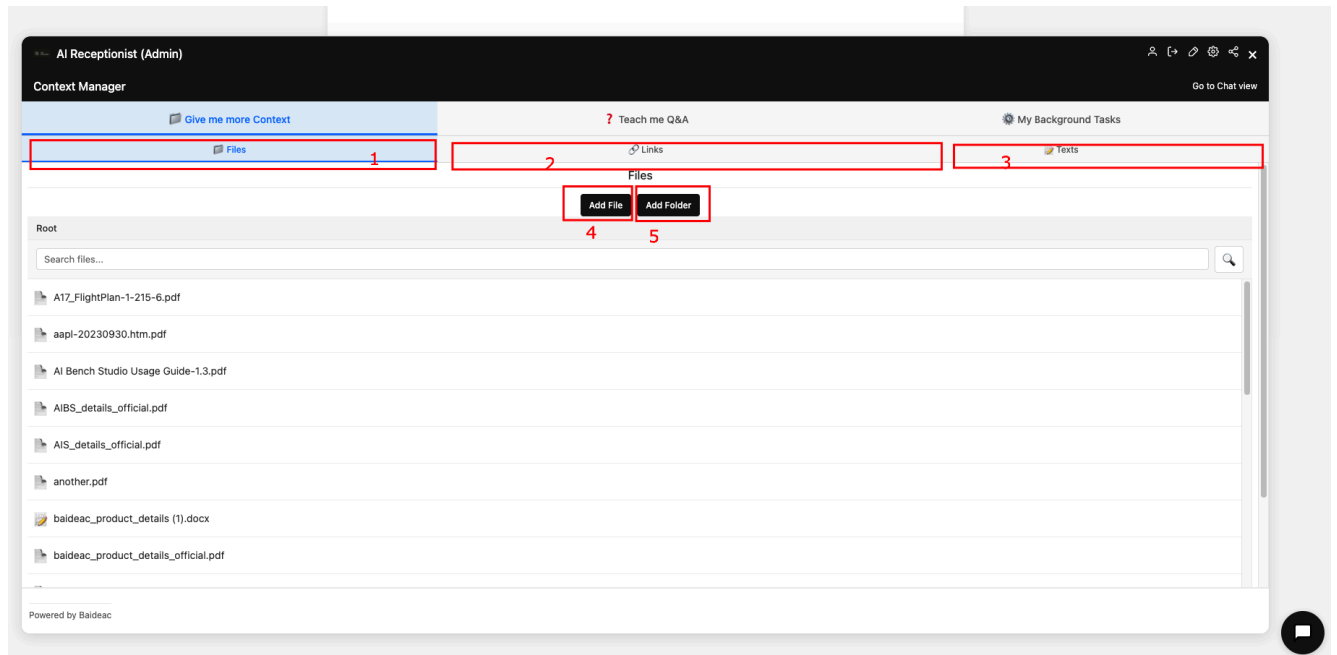 AI Receptionist (Admin)
Context Manager
Go to Chat view
Give me more Context
? Teach me Q&A
My Background Tasks
Files
1
2
Links
3
Texts
Files
Add File
Add Folder
4
5
Root
Search files...
A17_FlightPlan-1-215-6.pdf
aapl-20230930.htm.pdf
AI Bench Studio Usage Guide-1.3.pdf
AIBS_details_official.pdf
AIS_details_official.pdf
another.pdf
baideac_product_details (1).docx
baideac_product_details_official.pdf
Powered by Baideac